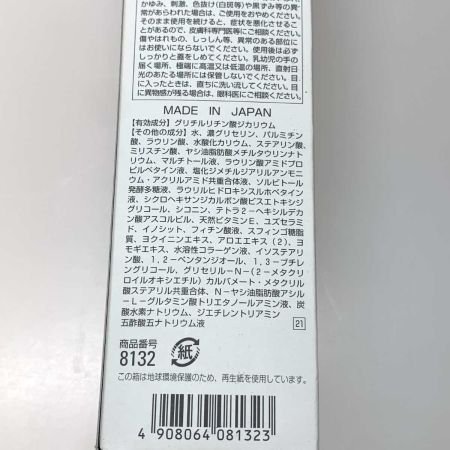 かゆみ、刺激、色抜け(白斑等)や黒ずみ等の異
常があらわれた場合は、ご使用をおやめください。
そのまま使用を続けると、症状を悪化させるこ
とがあるので、皮膚科専門医等にご相談くださ
い。傷やはれもの、しっしん等、異常のある部位に
はお使いにならないでください。使用後は必ず
しっかりと蓋をしめてください。乳幼児の手の
届く場所、極端に高温又は低温の場所、直射日
光のあたる場所には保管しないでください。目
に入ったときは、直ちに洗い流してください。目
に異物感が残る場合は、眼科医にご相談ください。
MADE IN JAPAN
【有効成分】グリチルリチン酸ジカリウム
【その他の成分】水、濃グリセリン、パルミチン
酸、ラウリン酸、水酸化カリウム、ステアリン酸、
ミリスチン酸、ヤシ油脂肪酸メチルタウリンナト
リウム、マルチトール液、ラウリン酸アミドプロ
ピルベタイン液、塩化ジメチルジアリルアンモニ
ウム・アクリルアミド共重合体液、ソルビトール
発酵多糖液、ラウリルヒドロキシスルホベタイン
液、シクロヘキサンジカルボン酸ビスエトキシジ
グリコール、シコニン、テトラ2-ヘキシルデカ
ン酸アスコルビル、天然ビタミンE、ユズセラミ
ド、イノシット、フィチン酸液、スフィンゴ糖脂
質、ヨクイニンエキス、アロエエキス(2)、ヨ
モギエキス、水溶性コラーゲン液、イソステアリ
ン酸、1,2-ペンタンジオール、1,3-ブチレ
ングリコール、グリセリル-N-(2-メタクリ
ロイルオキシエチル)カルバメート・メタクリル
酸ステアリル共重合体、N-ヤシ油脂肪酸アシル
-L-グルタミン酸トリエタノールアミン液、炭
酸水素ナトリウム、ジエチレントリアミン
五酢酸五ナトリウム液
21
商品番号
8132
紙
この箱は地球環境保護のため、再生紙を使用しています。
4 908064 081323